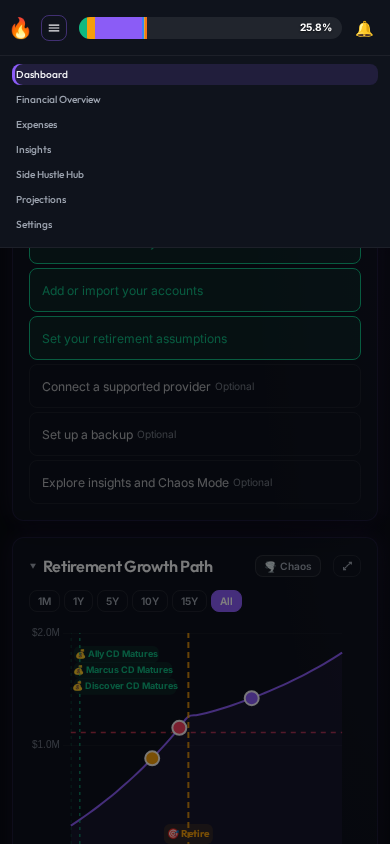 25.8%
Dashboard
Financial Overview
Expenses
Insights
Side Hustle Hub
Projections
Settings
Add or import your accounts
Set your retirement assumptions
Connect a supported provider Optional
Set up a backup Optional
Explore insights and Chaos Mode Optional
Retirement Growth Path
Chaos
1M 1Y 5Y 10Y 15Y All
$2.0M
Ally CD Matures
Marcus CD Matures
Discover CD Matures
$1.0M
Retire